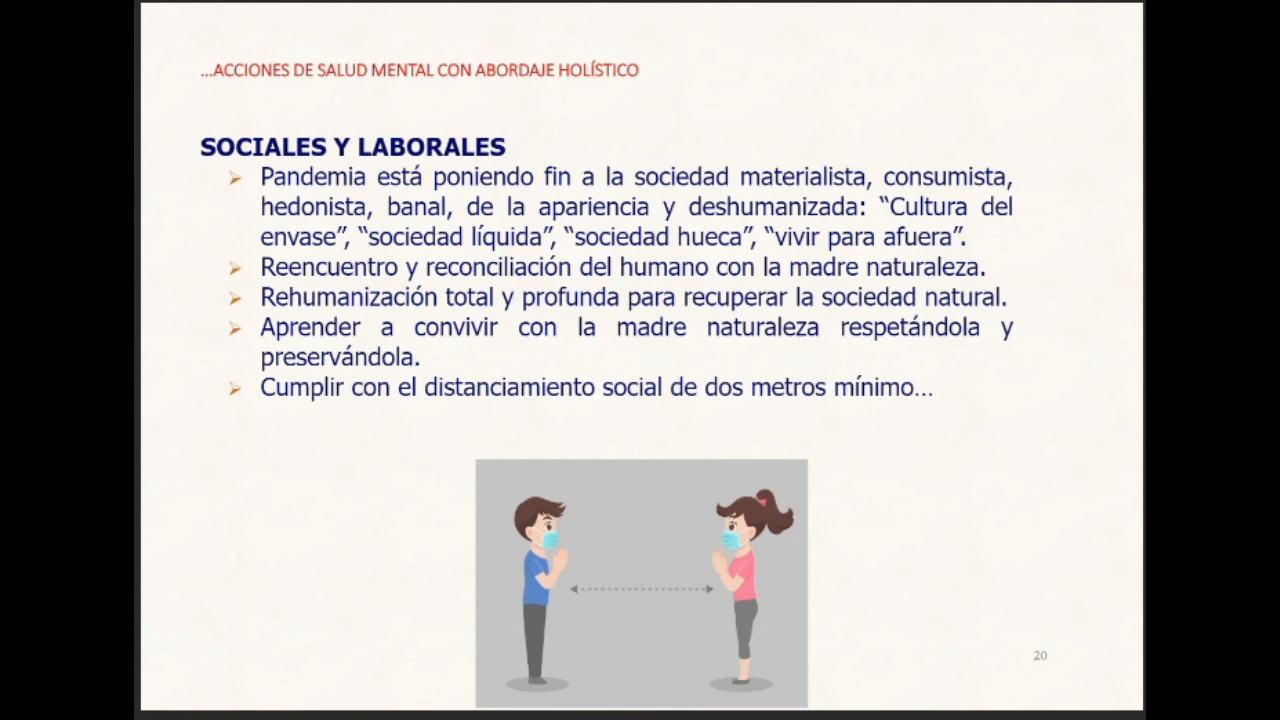 ...ACCIONES DE SALUD MENTAL CON ABORDAJE HOLÍSTICO
SOCIALES Y LABORALES
➢ Pandemia está poniendo fin a la sociedad materialista, consumista,
hedonista, banal, de la apariencia y deshumanizada: “Cultura del
envase”, “sociedad líquida”, “sociedad hueca”, “vivir para afuera”.
➢ Reencuentro y reconciliación del humano con la madre naturaleza.
➢ Rehumanización total y profunda para recuperar la sociedad natural.
➢ Aprender a convivir con la madre naturaleza respetándola y
preservándola.
➢ Cumplir con el distanciamiento social de dos metros mínimo…
20